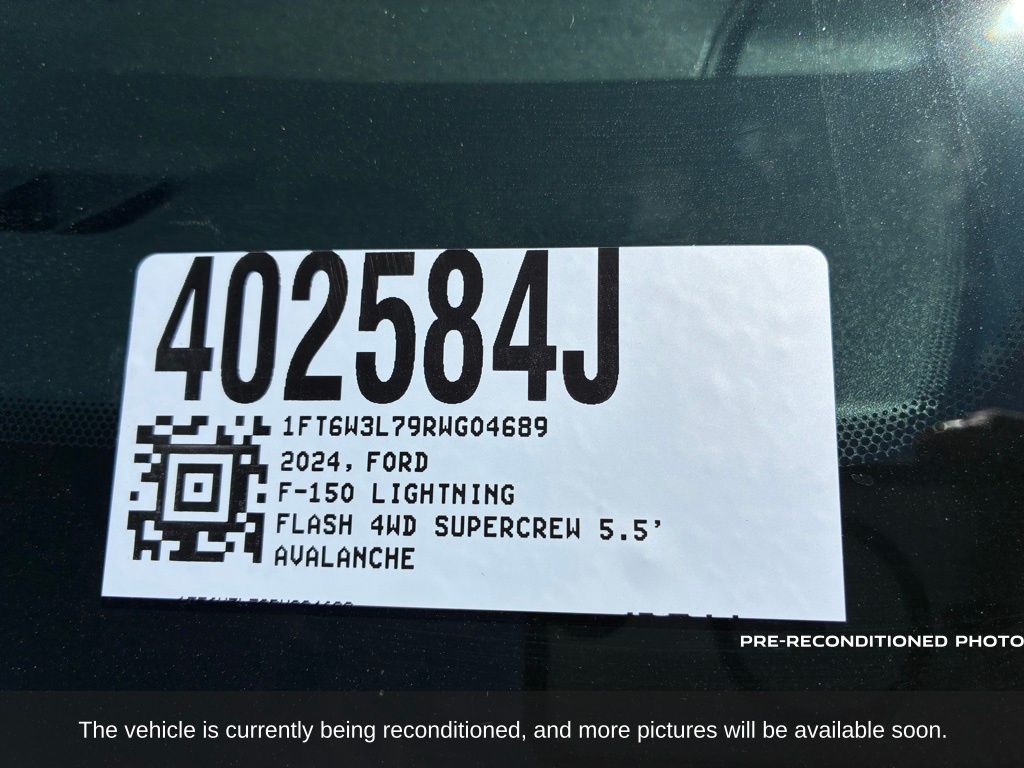 402584J
1FT6W3L79RWG04689
2024, FORD
F-150 LIGHTNING
FLASH 4WD SUPERCREW 5.5'
AVALANCHE
PRE-RECONDITIONED PHOTO
The vehicle is currently being reconditioned, and more pictures will be available soon.